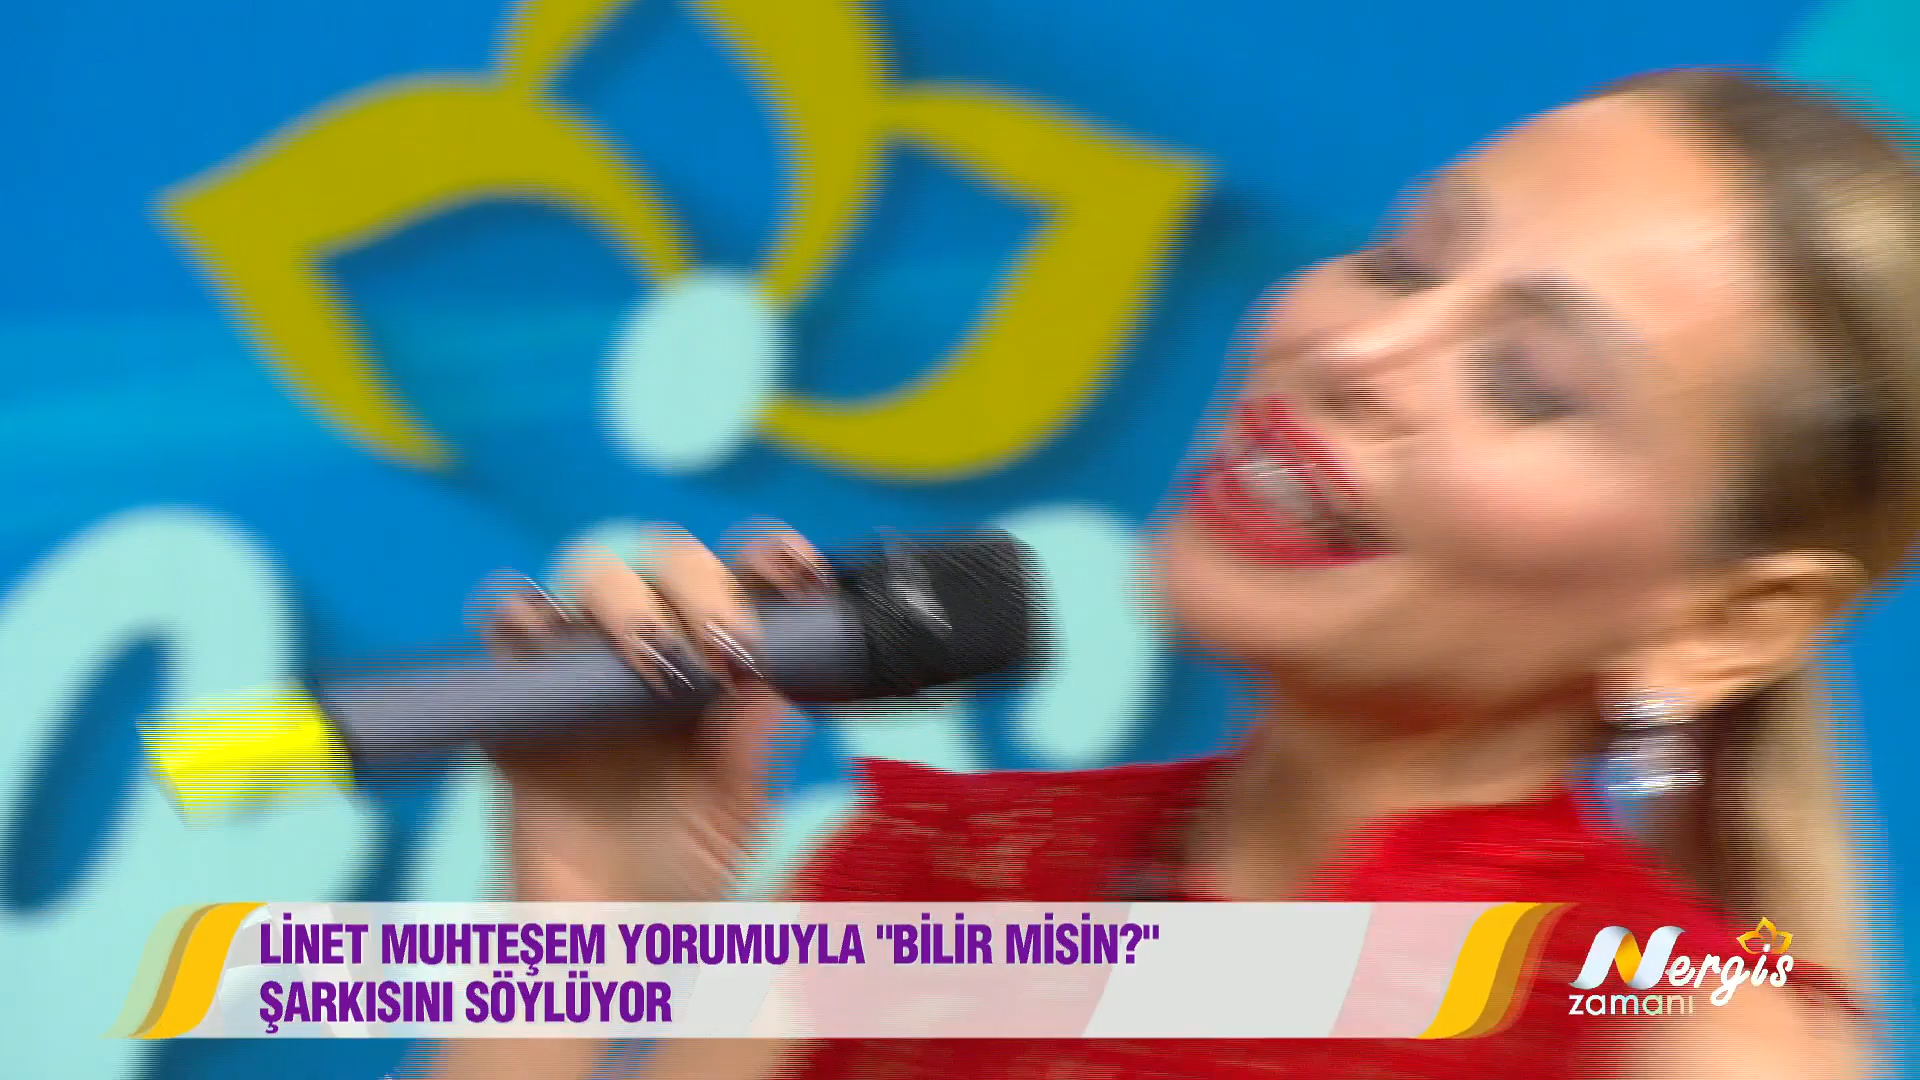 LİNET MUHTEŞEM YORUMUYLA "BİLİR MİSİN?"
ŞARKISINI SÖYLÜYOR
Nergis
zamanı